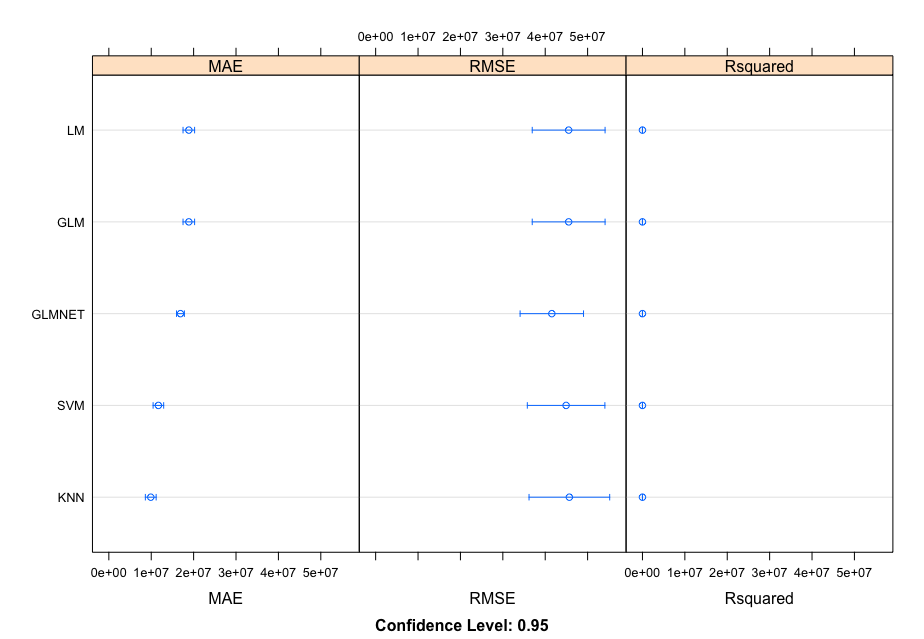 0e+00 1e+07 2e+07 3e+07 4e+07 5e+07
MAE RMSE Rsquared
LM
GLM
GLMNET
SVM
KNN
0e+00 1e+07 2e+07 3e+07 4e+07 5e+07 0e+00 1e+07 2e+07 3e+07 4e+07 5e+07
MAE RMSE Rsquared
Confidence Level: 0.95